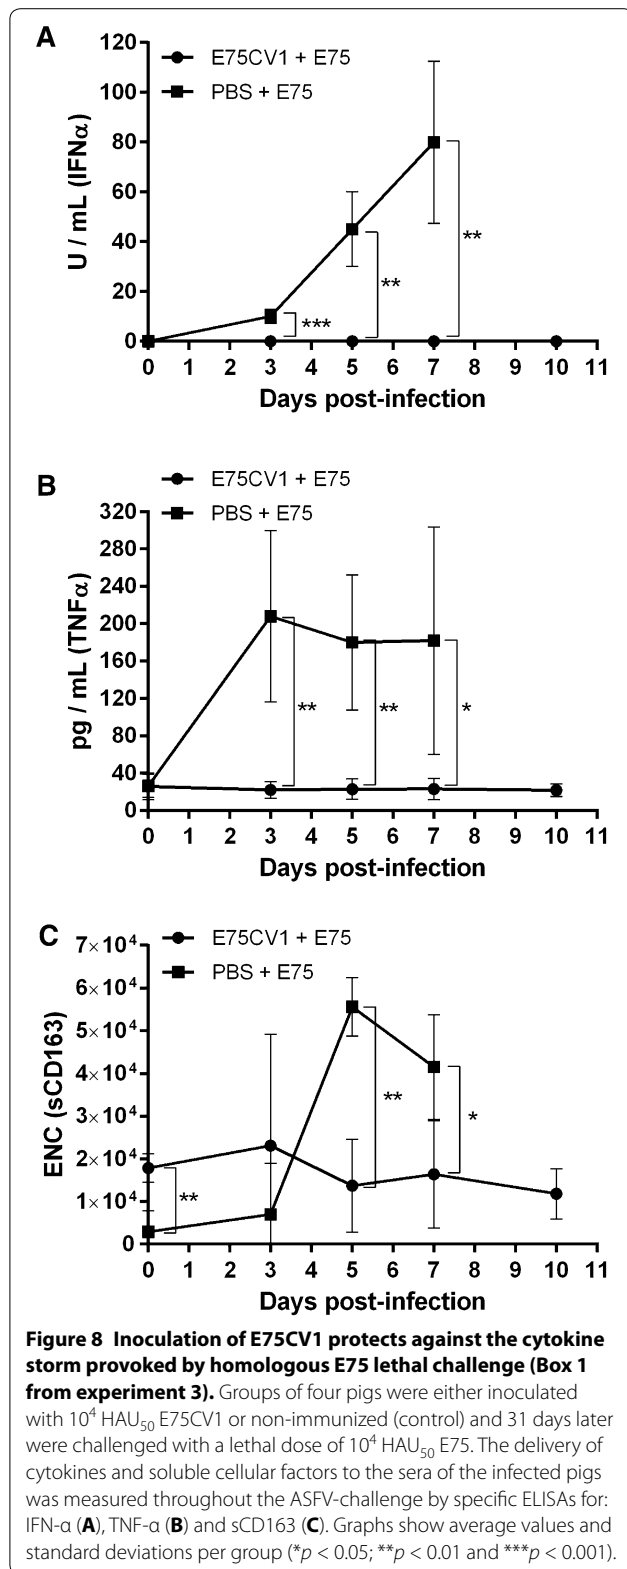 A
E75CV1 + E75
PBS + E75
120
100
80
60
40
20
0
U / mL (IFNα)
***
**
**
0 1 2 3 4 5 6 7 8 9 10 11
Days post-infection
B
E75CV1 + E75
PBS + E75
320
280
240
200
160
120
80
40
0
pg / mL (TNFα)
**
**
*
0 1 2 3 4 5 6 7 8 9 10 11
Days post-infection
C
E75CV1 + E75
PBS + E75
7×10⁴
6×10⁴
5×10⁴
4×10⁴
3×10⁴
2×10⁴
1×10⁴
0
ENC (sCD163)
**
**
*
0 1 2 3 4 5 6 7 8 9 10 11
Days post-infection
Figure 8 Inoculation of E75CV1 protects against the cytokine
storm provoked by homologous E75 lethal challenge (Box 1
from experiment 3). Groups of four pigs were either inoculated
with 10⁴ HAU₅₀ E75CV1 or non-immunized (control) and 31 days later
were challenged with a lethal dose of 10⁴ HAU₅₀ E75. The delivery of
cytokines and soluble cellular factors to the sera of the infected pigs
was measured throughout the ASFV-challenge by specific ELISAs for:
IFN-α (A), TNF-α (B) and sCD163 (C). Graphs show average values and
standard deviations per group (*p < 0.05; **p < 0.01 and ***p < 0.001).